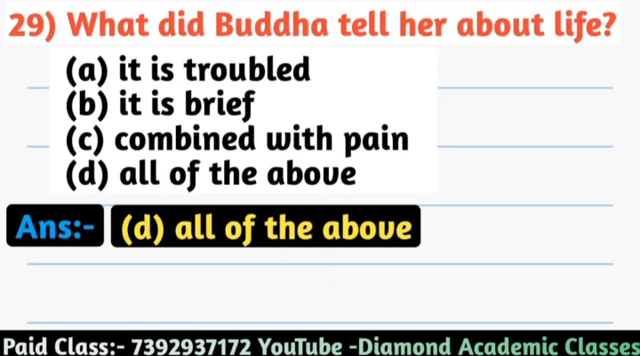 29) What did Buddha tell her about life?
(a) it is troubled
(b) it is brief
(c) combined with pain
(d) all of the above
Ans:- (d) all of the above
Paid Class:- 7392937172 YouTube -Diamond Academic Classes